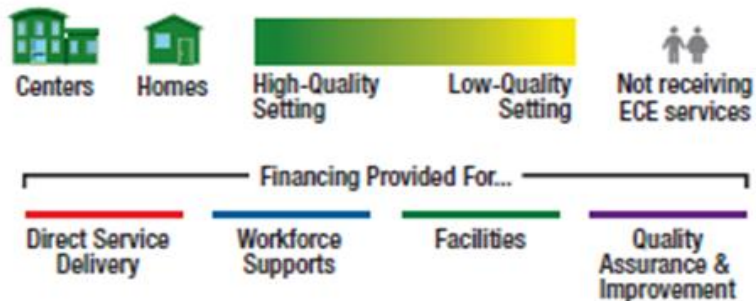 Centers
Homes
High-Quality
Setting
Low-Quality
Setting
Not receiving
ECE services
Financing Provided For...
Direct Service
Delivery
Workforce
Supports
Facilities
Quality
Assurance &
Improvement